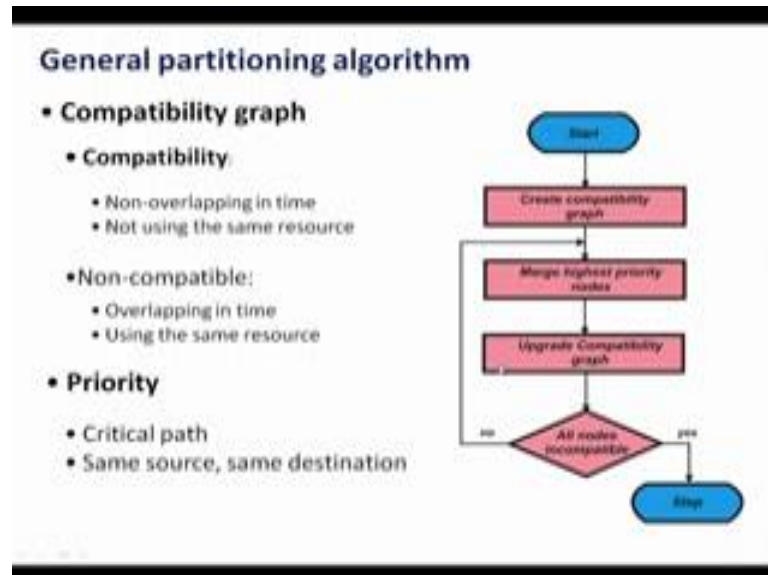 General partitioning algorithm
• Compatibility graph
• Compatibility:
• Non-overlapping in time
• Not using the same resource
•Non-compatible:
• Overlapping in time
• Using the same resource
• Priority
• Critical path
• Same source, same destination
Start
Create compatibility
graph
Merge highest priority
nodes
Upgrade Compatibility
graph
All nodes
incompatible
no
yes
Stop